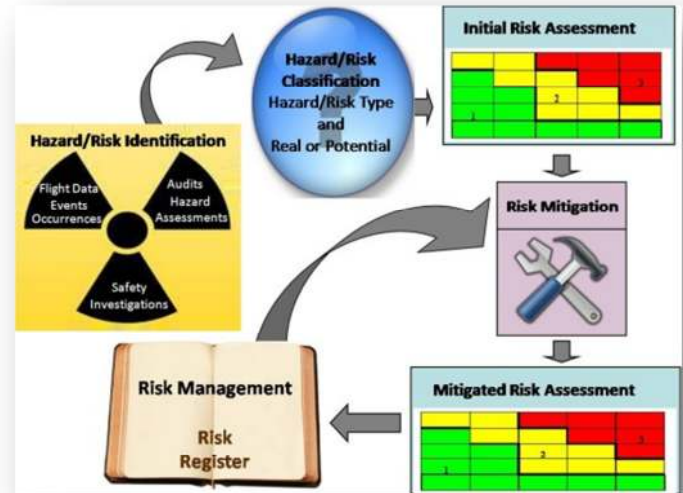 Hazard/Risk Identification
Flight Data
Events
Occurrences
Audits
Hazard
Assessments
Safety
Investigations
Hazard/Risk
Classification
Hazard/Risk Type
and
Real or Potential
?
Initial Risk Assessment
1
2
3
Risk Mitigation
Mitigated Risk Assessment
1
2
3
Risk Management
Risk
Register